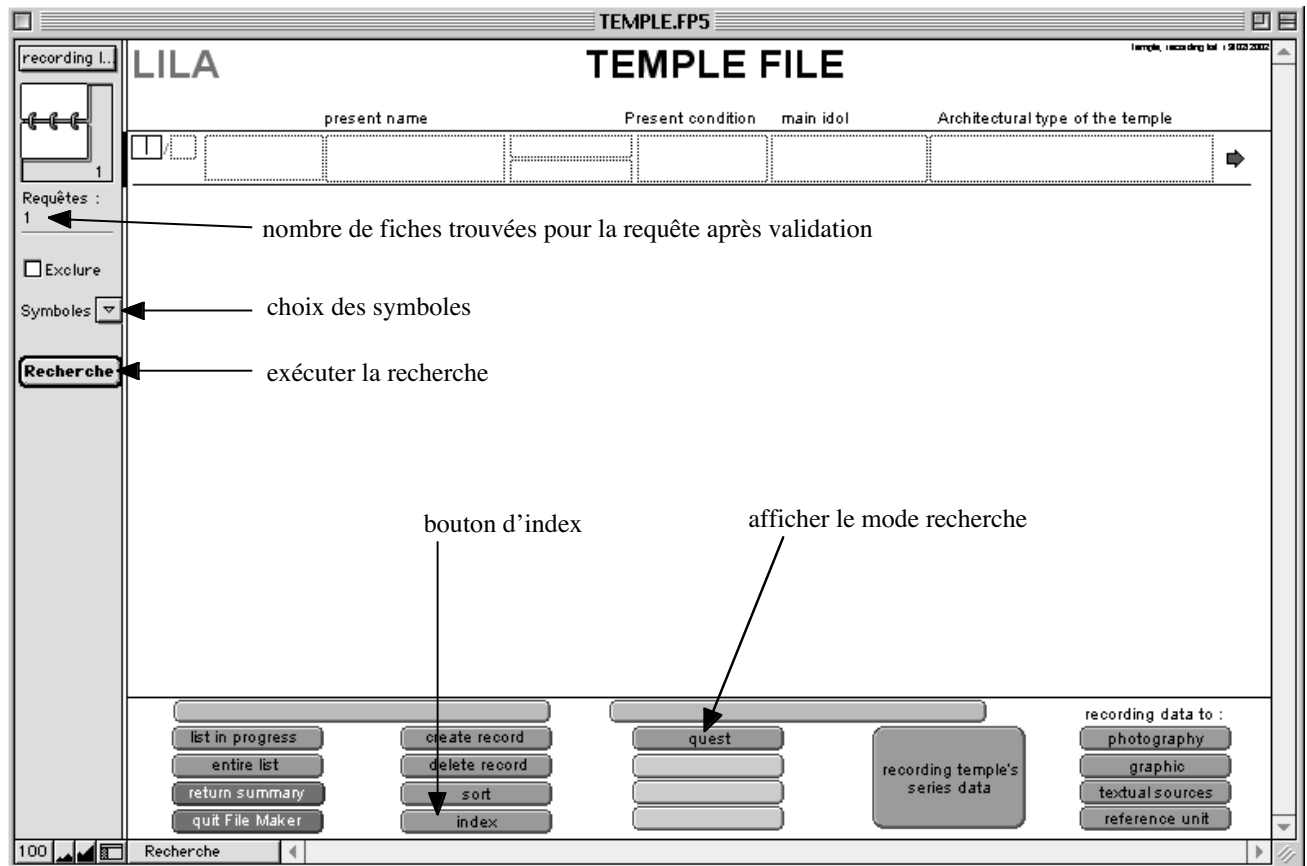 TEMPLE.FP5
recording l..
LILA
TEMPLE FILE
temple, recording list
present name
Present condition
main idol
Architectural type of the temple
/
1
Requêtes :
1
nombre de fiches trouvées pour la requête après validation
Exclure
Symboles
choix des symboles
Recherche
exécuter la recherche
bouton d’index
afficher le mode recherche
recording data to :
list in progress
create record
quest
photography
entire list
delete record
recording temple's
series data
graphic
return summary
sort
textual sources
quit File Maker
index
reference unit
100
Recherche